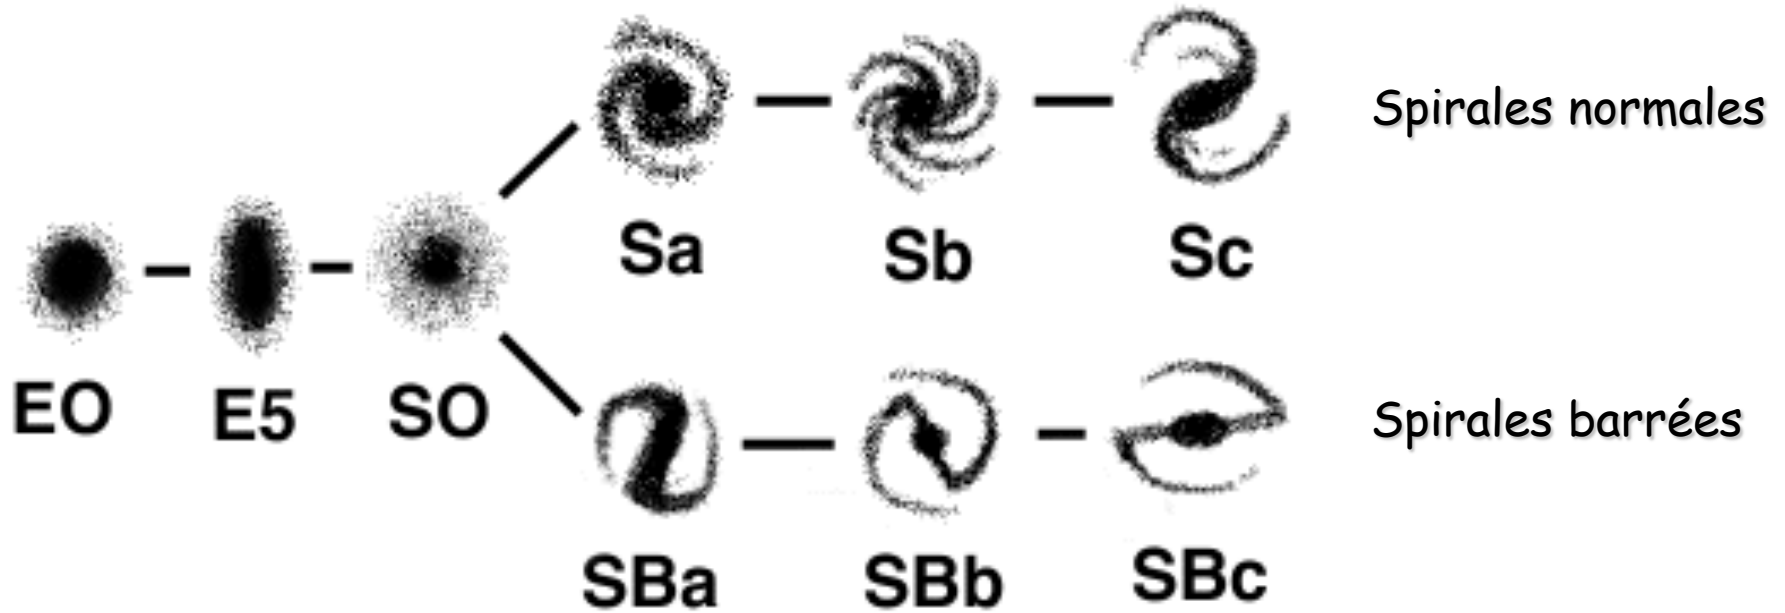 Spirales normales
Sa Sb Sc
EO E5 SO
Spirales barrées
SBa SBb SBc